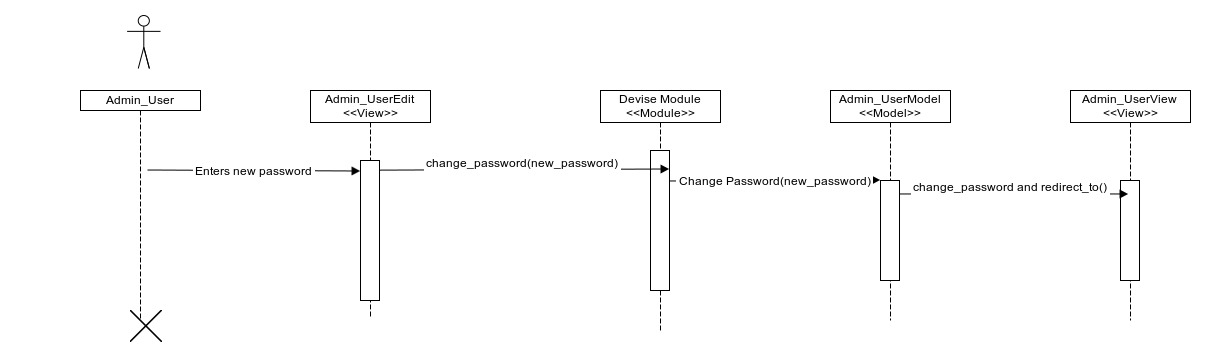 Admin_User
Admin_UserEdit
<<View>>
Devise Module
<<Module>>
Admin_UserModel
<<Model>>
Admin_UserView
<<View>>
Enters new password
change_password(new_password)
Change Password(new_password)
change_password and redirect_to()